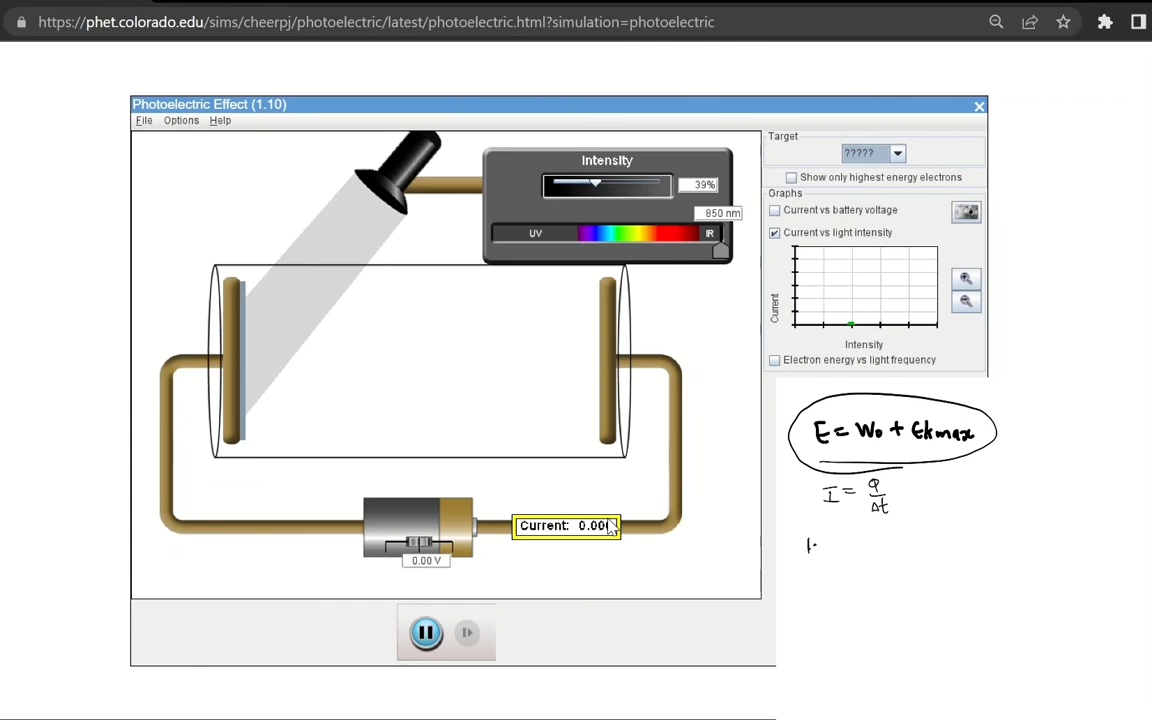 https://phet.colorado.edu/sims/cheerpj/photoelectric/latest/photoelectric.html?simulation=photoelectric
Photoelectric Effect (1.10)
File Options Help
Target
?????
Show only highest energy electrons
Graphs
Current vs battery voltage
Current vs light intensity
Current
Intensity
Electron energy vs light frequency
Intensity
39%
850 nm
UV
IR
Current: 0.00
0.00 V
E = W0 + Ekmax
I = Q
Δt